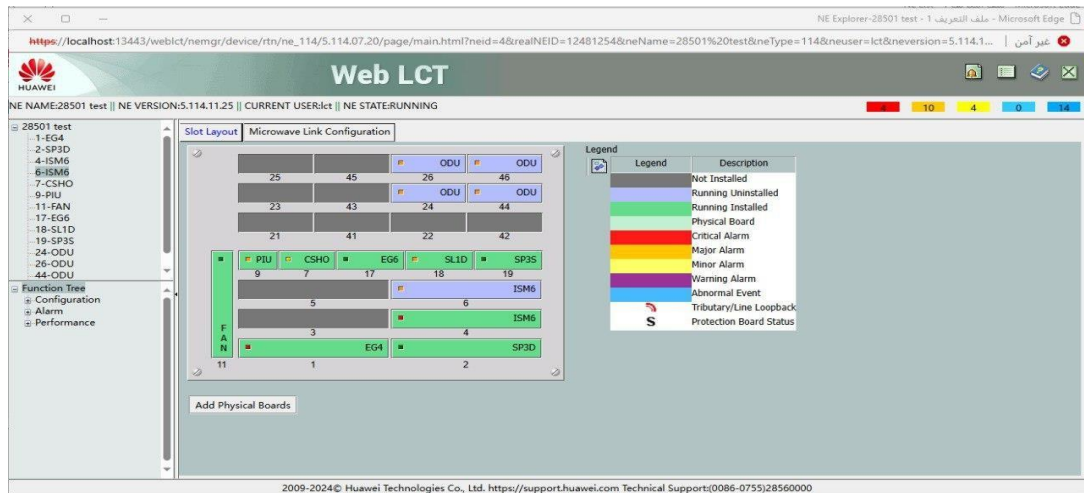 NE Explorer-28501 test - 1 ملف التعريف - Microsoft Edge
https://localhost:13443/weblct/nemgr/device/rtn/ne_114/5.114.07.20/page/main.html?neid=4&realNEID=12481254&neName=28501%20test&neType=114&neuser=lct&neversion=5.114.1... | غير آمن
HUAWEI
Web LCT
NE NAME:28501 test || NE VERSION:5.114.11.25 || CURRENT USER:lct || NE STATE:RUNNING
4 10 4 0 14
28501 test
1-EG4
2-SP3D
4-ISM6
6-ISM6
7-CSHO
9-PIU
11-FAN
17-EG6
18-SL1D
19-SP3S
24-ODU
26-ODU
44-ODU
Function Tree
Configuration
Alarm
Performance
Slot Layout Microwave Link Configuration
ODU ODU
25 45 26 46
ODU ODU
23 43 24 44
21 41 22 42
PIU CSHO EG6 SL1D SP3S
9 7 17 18 19
ISM6
5 6
ISM6
3 4
FAN
EG4 SP3D
11 1 2
Add Physical Boards
Legend
Legend Description
Not Installed
Running Uninstalled
Running Installed
Physical Board
Critical Alarm
Major Alarm
Minor Alarm
Warning Alarm
Abnormal Event
Tributary/Line Loopback
S Protection Board Status
2009-2024© Huawei Technologies Co., Ltd. https://support.huawei.com Technical Support:(0086-0755)28560000